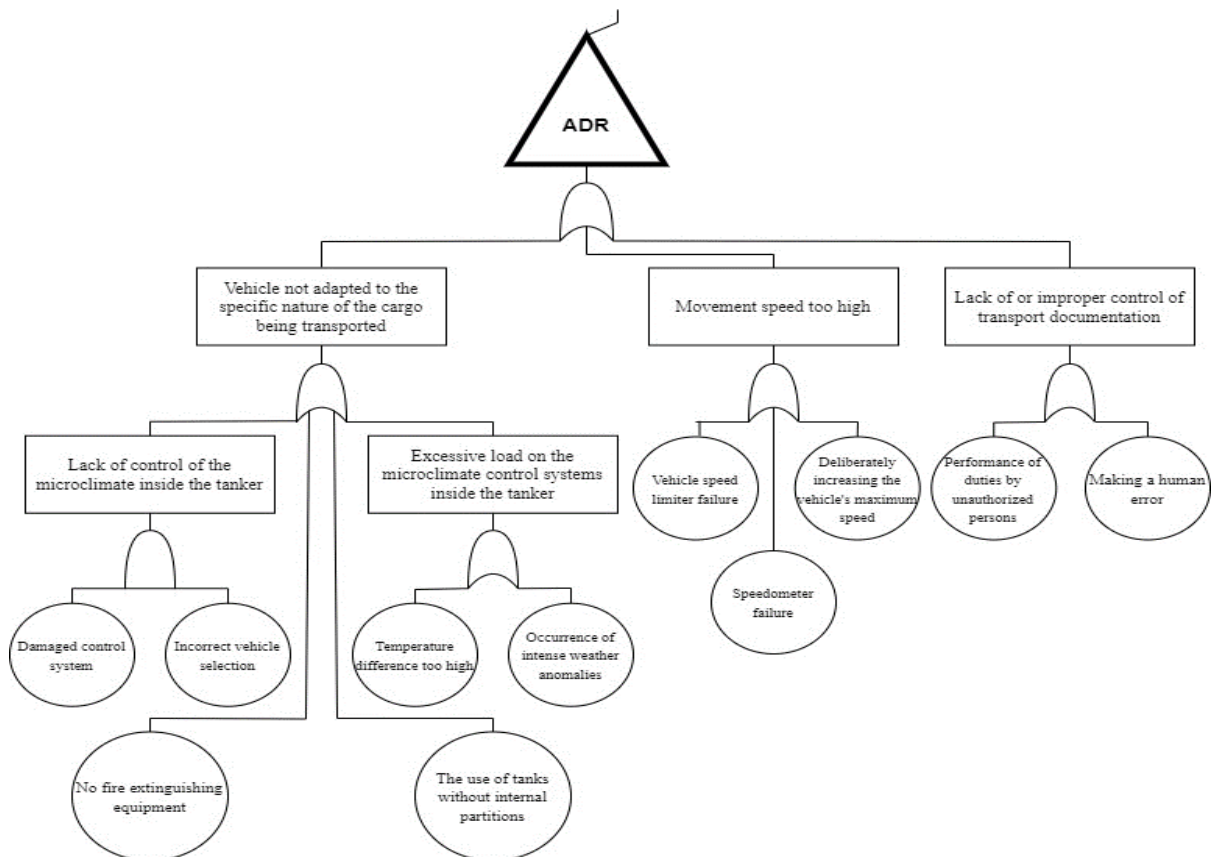 ADR
Vehicle not adapted to the
specific nature of the cargo
being transported
Movement speed too high
Lack of or improper control of
transport documentation
Lack of control of the
microclimate inside the tanker
Excessive load on the
microclimate control systems
inside the tanker
Vehicle speed
limiter failure
Deliberately
increasing the
vehicle's maximum
speed
Performance of
duties by
unauthorized
persons
Making a human
error
Speedometer
failure
Damaged control
system
Incorrect vehicle
selection
Temperature
difference too high
Occurrence of
intense weather
anomalies
No fire extinguishing
equipment
The use of tanks
without internal
partitions